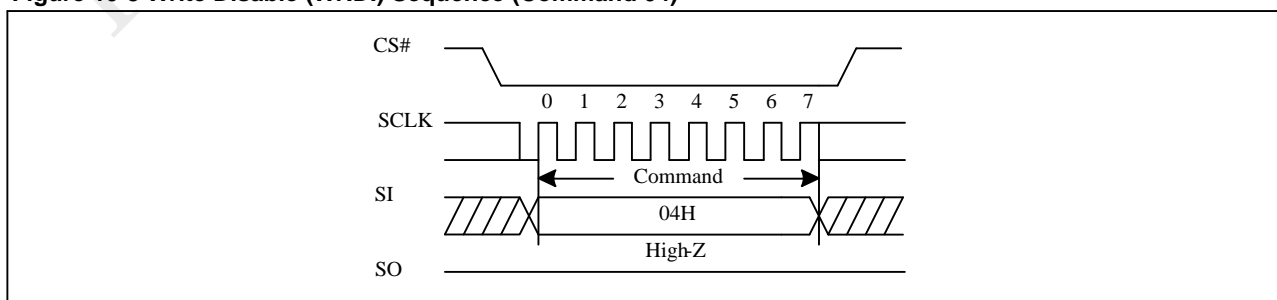 Figure 10-3 Write Disable (WRDI) Sequence (Command 04)
CS#
0 1 2 3 4 5 6 7
SCLK
Command
SI
04H
High-Z
SO